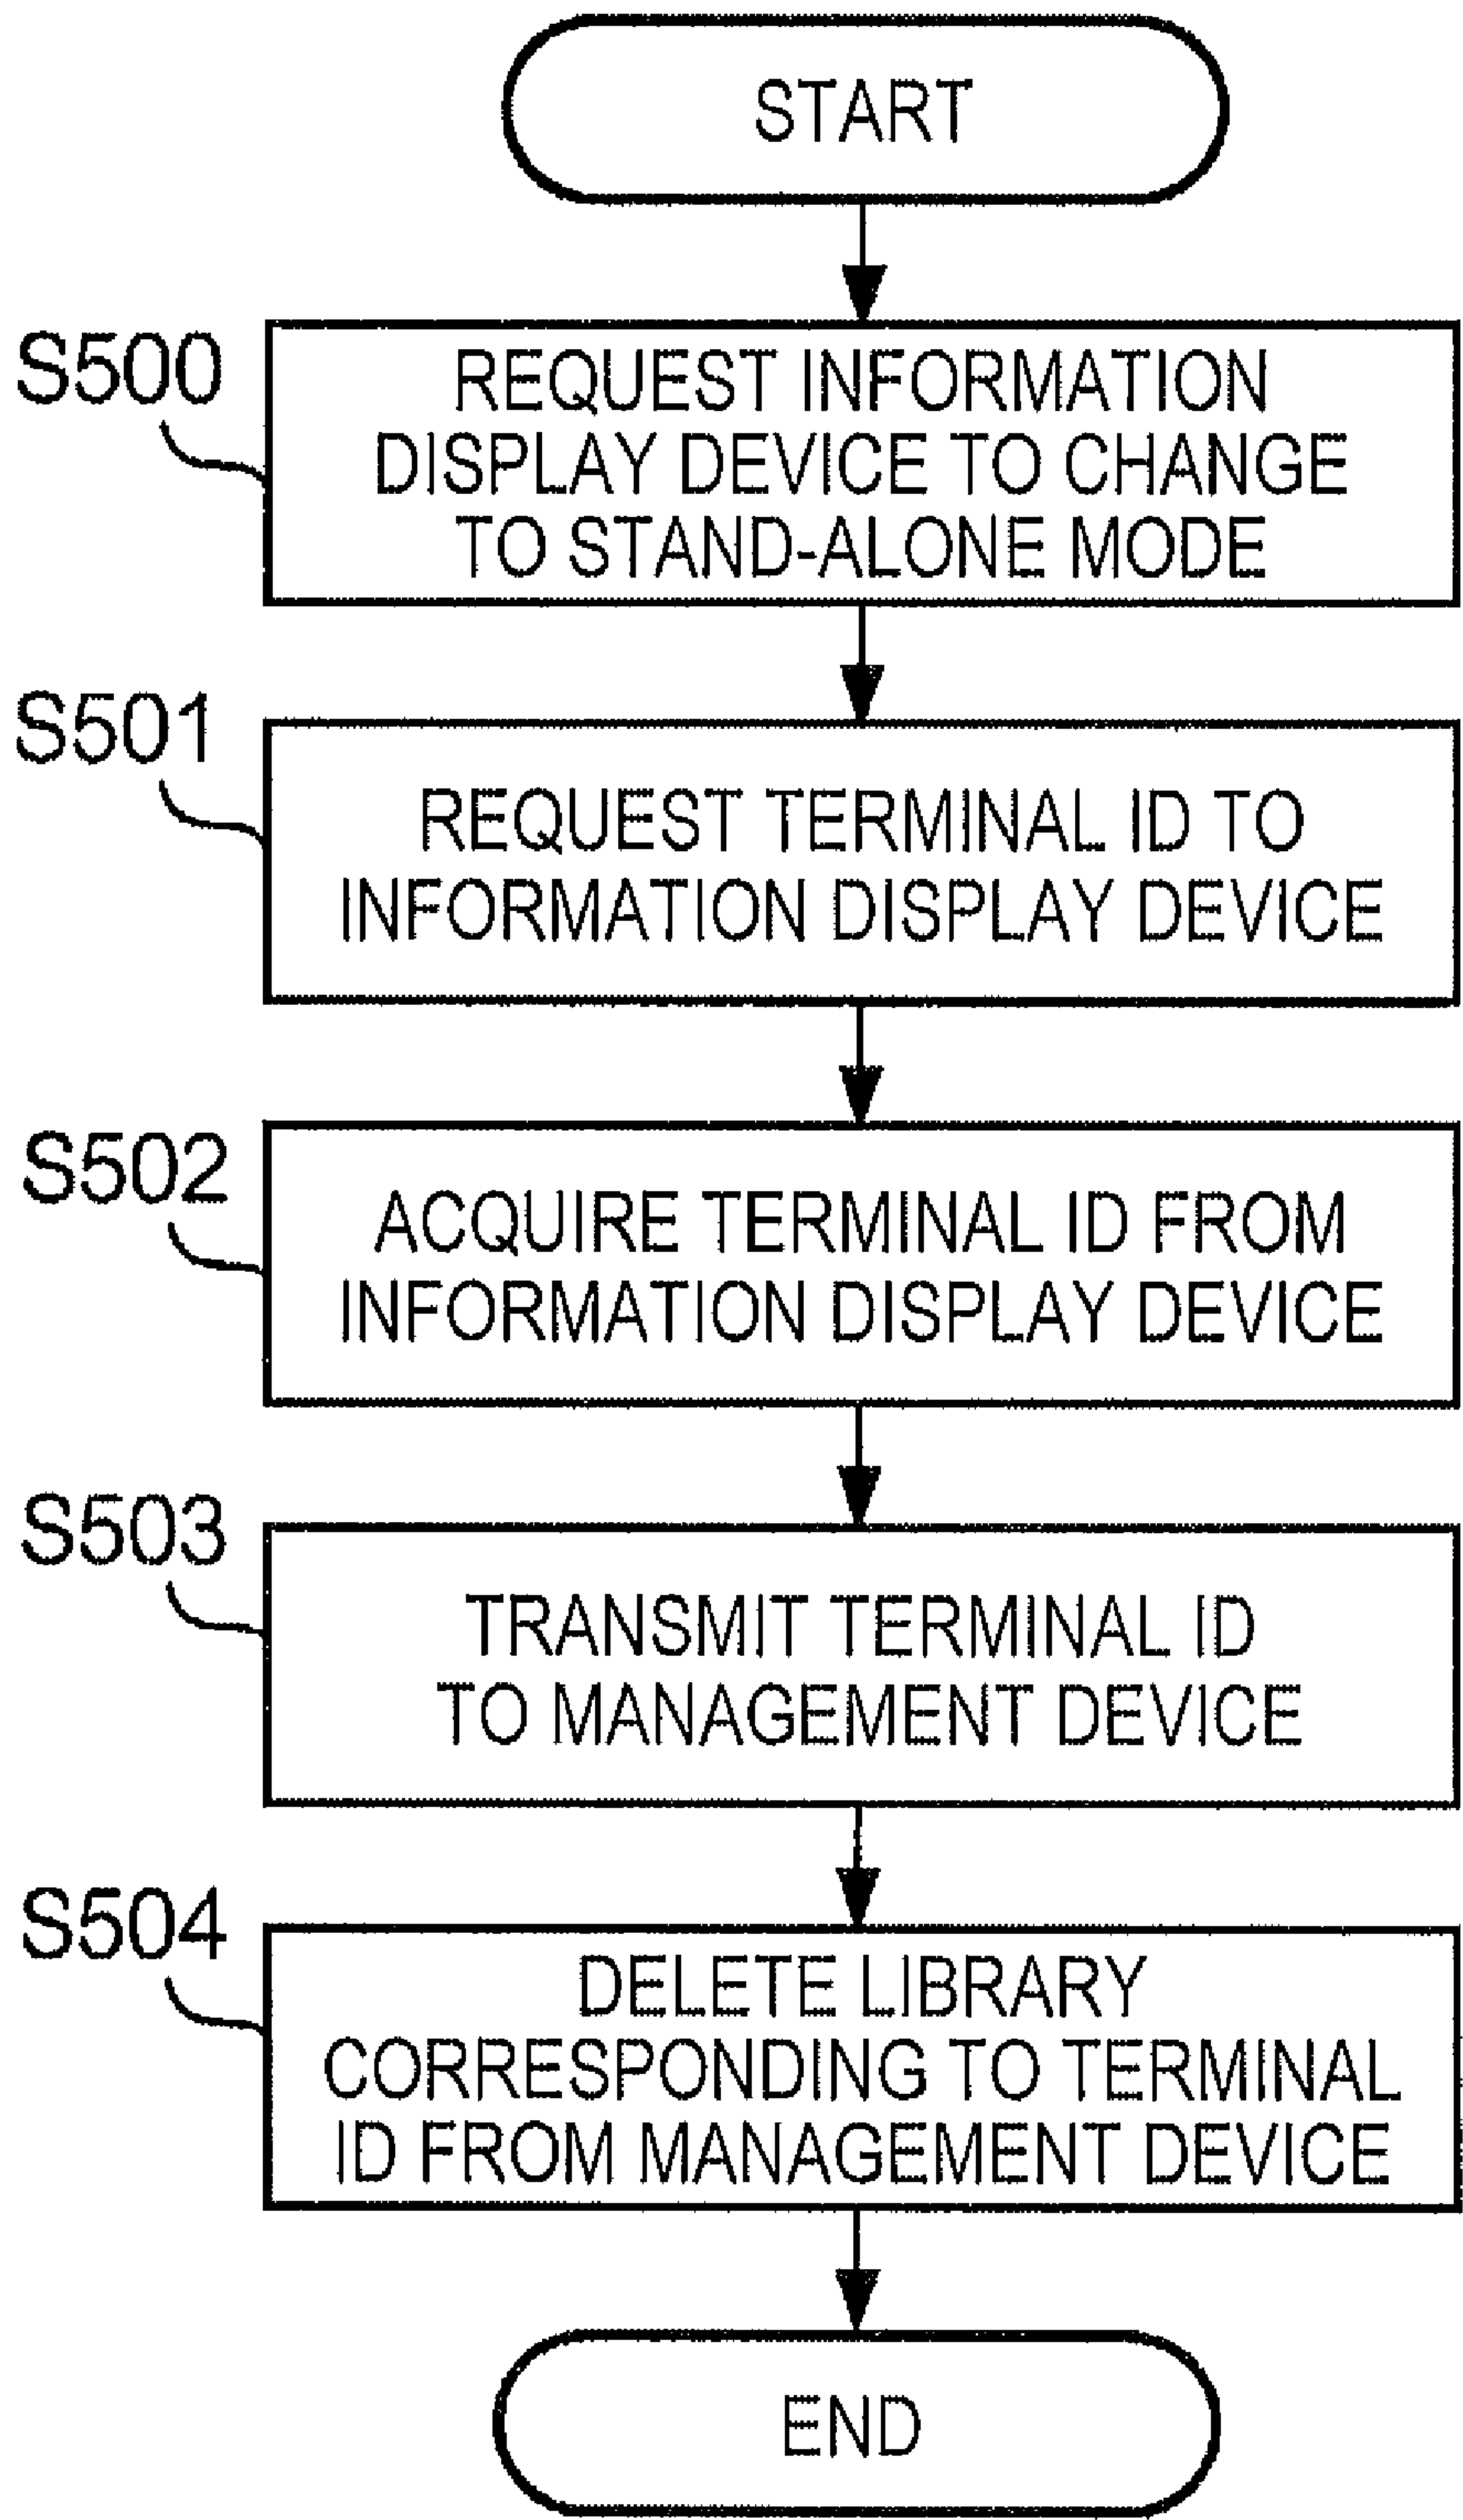 START
S500
REQUEST INFORMATION
DISPLAY DEVICE TO CHANGE
TO STAND-ALONE MODE
S501
REQUEST TERMINAL ID TO
INFORMATION DISPLAY DEVICE
S502
ACQUIRE TERMINAL ID FROM
INFORMATION DISPLAY DEVICE
S503
TRANSMIT TERMINAL ID
TO MANAGEMENT DEVICE
S504
DELETE LIBRARY
CORRESPONDING TO TERMINAL
ID FROM MANAGEMENT DEVICE
END